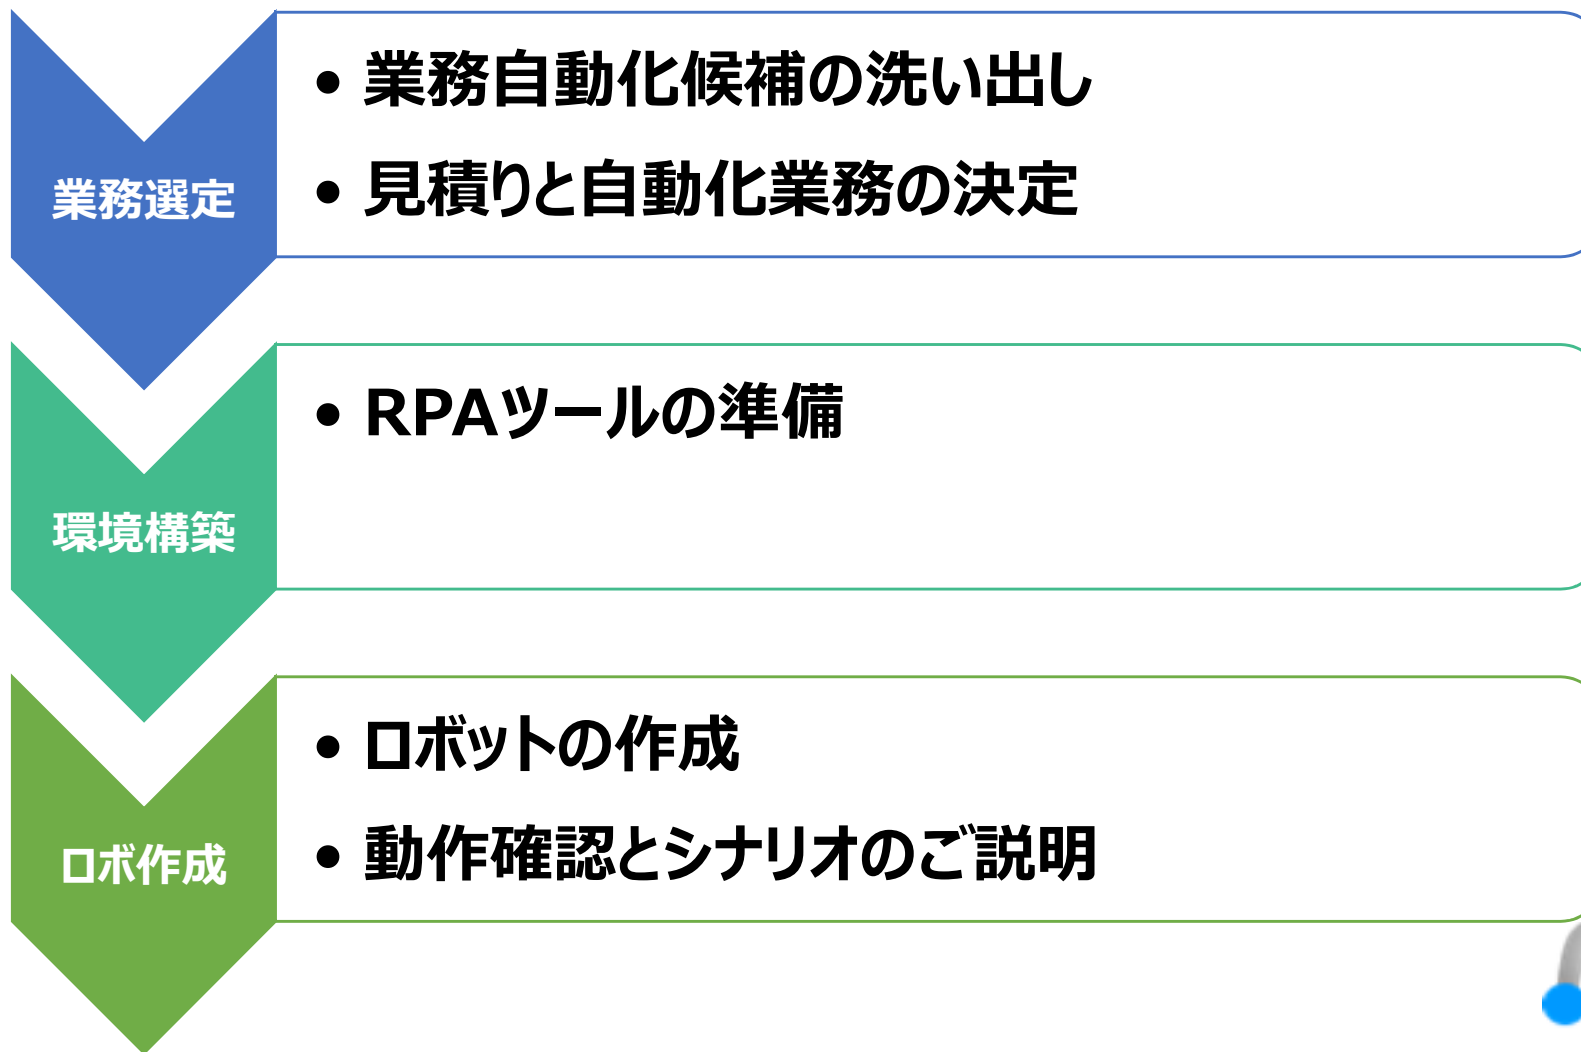 業務選定
• 業務自動化候補の洗い出し
• 見積りと自動化業務の決定
環境構築
• RPAツールの準備
ロボ作成
• ロボットの作成
• 動作確認とシナリオのご説明